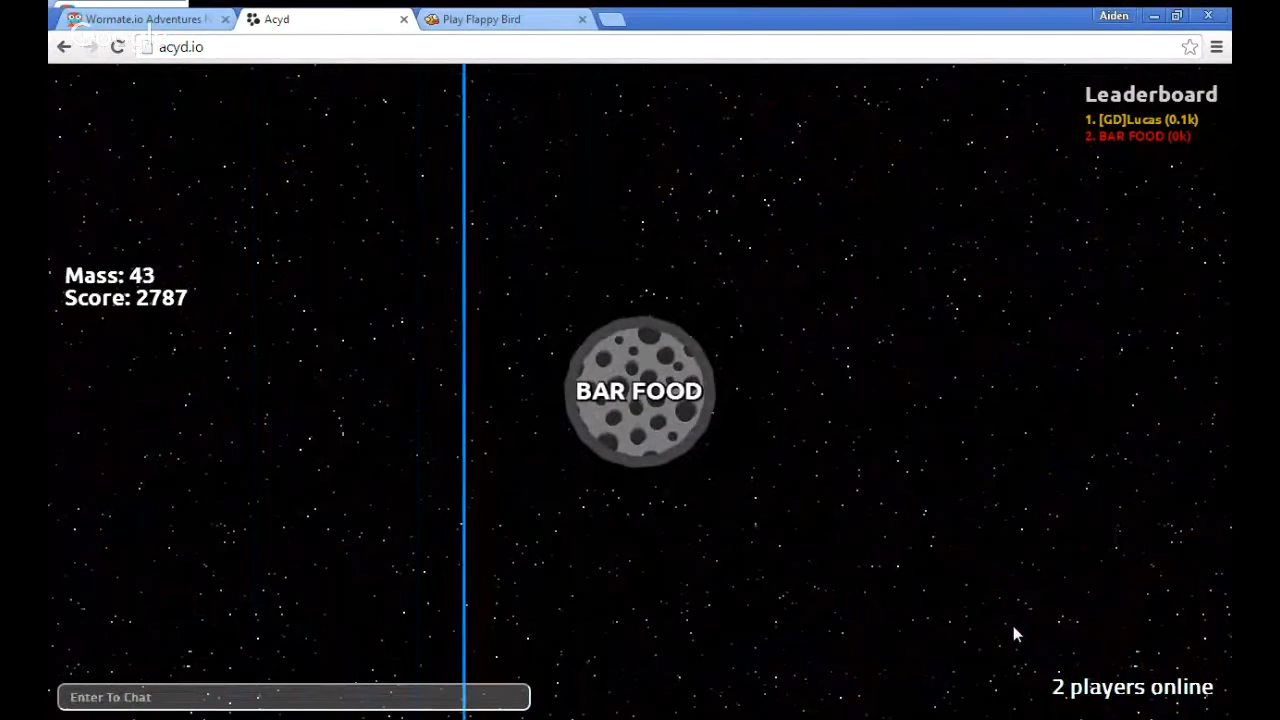 Wormate.io Adventures
Acyd
Play Flappy Bird
Aiden
Google
acyd.io
Leaderboard
1. [GD]Lucas (0.1k)
2. BAR FOOD (0k)
Mass: 43
Score: 2787
BAR FOOD
Enter To Chat
2 players online